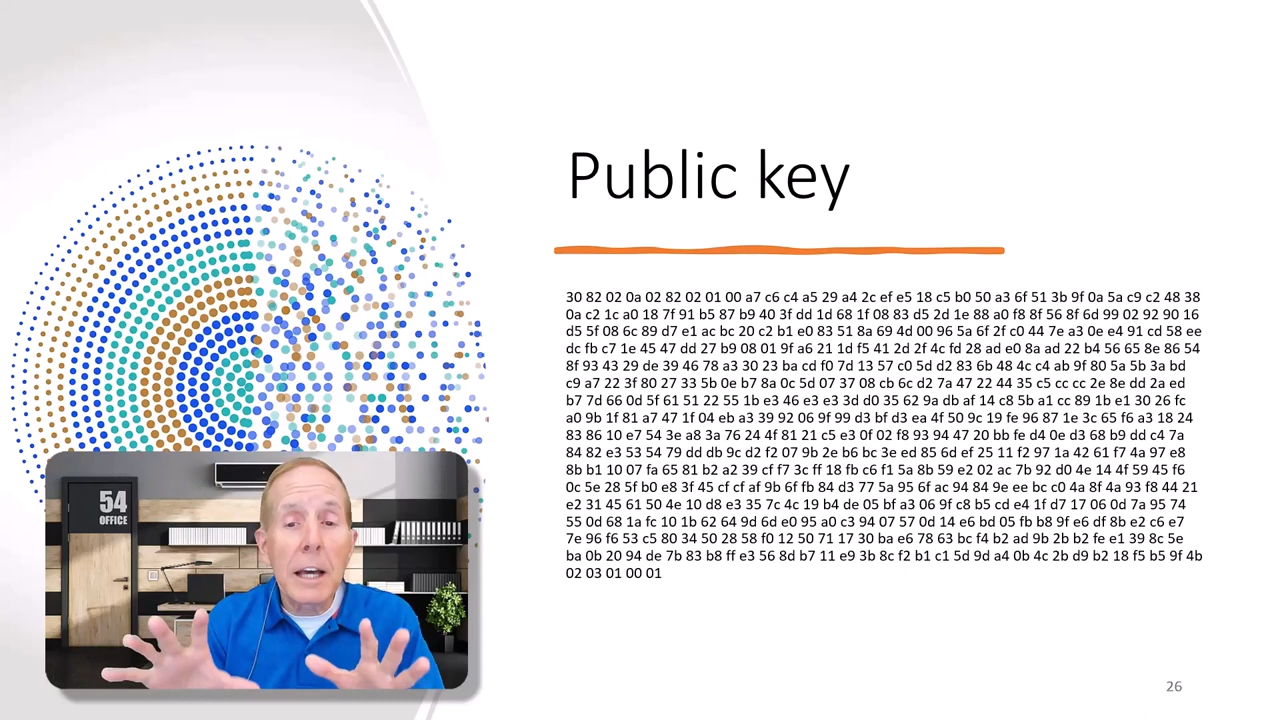 Public key
30 82 02 0a 02 82 02 01 00 a7 c6 c4 a5 29 a4 2c ef e5 18 c5 b0 50 a3 6f 51 3b 9f 0a 5a c9 c2 48 38
0a c2 1c a0 18 7f 91 b5 87 b9 40 3f dd 1d 68 1f 08 83 d5 2d 1e 88 a0 f8 8f 56 8f 6d 99 02 92 90 16
d5 5f 08 6c 89 d7 e1 ac bc 20 c2 b1 e0 83 51 8a 69 4d 00 96 5a 6f 2f c0 44 7e a3 0e e4 91 cd 58 ee
dc fb c7 1e 45 47 dd 27 b9 08 01 9f a6 21 1d f5 41 2d 2f 4c fd 28 ad e0 8a ad 22 b4 56 65 8e 86 54
8f 93 43 29 de 39 46 78 a3 30 23 ba cd f0 7d 13 57 c0 5d d2 83 6b 48 4c c4 ab 9f 80 5a 5b 3a bd
c9 a7 22 3f 80 27 33 5b 0e b7 8a 0c 5d 07 37 08 cb 6c d2 7a 47 22 44 35 c5 cc cc 2e 8e dd 2a ed
b7 7d 66 0d 5f 61 51 22 55 1b e3 46 e3 e3 3d d0 35 62 9a db af 14 c8 5b a1 cc 89 1b e1 30 26 fc
a0 9b 1f 81 a7 47 1f 04 eb a3 39 92 06 9f 99 d3 bf d3 ea 4f 50 9c 19 fe 96 87 1e 3c 65 f6 a3 18 24
83 86 10 e7 54 3e a8 3a 76 24 4f 81 21 c5 e3 0f 02 f8 93 94 47 20 bb fe d4 0e d3 68 b9 dd c4 7a
84 82 e3 53 54 79 dd db 9c d2 f2 07 9b 2e b6 bc 3e ed 85 6d ef 25 11 f2 97 1a 42 61 f7 4a 97 e8
8b b1 10 07 fa 65 81 b2 a2 39 cf f7 3c ff 18 fb c6 f1 5a 8b 59 e2 02 ac 7b 92 d0 4e 14 4f 59 45 f6
0c 5e 28 5f b0 e8 3f 45 cf cf af 9b 6f fb 84 d3 77 5a 95 6f ac 94 84 9e ee bc c0 4a 8f 4a 93 f8 44 21
e2 31 45 61 50 4e 10 d8 e3 35 7c 4c 19 b4 de 05 bf a3 06 9f c8 b5 cd e4 1f d7 17 06 0d 7a 95 74
55 0d 68 1a fc 10 1b 62 64 9d 6d e0 95 a0 c3 94 07 57 0d 14 e6 bd 05 fb b8 9f e6 df 8b e2 c6 e7
7e 96 f6 53 c5 80 34 50 28 58 f0 12 50 71 17 30 ba e6 78 63 bc f4 b2 ad 9b 2b b2 fe e1 39 8c 5e
ba 0b 20 94 de 7b 83 b8 ff e3 56 8d b7 11 e9 3b 8c f2 b1 c1 5d 9d a4 0b 4c 2b d9 b2 18 f5 b5 9f 4b
02 03 01 00 01
54
OFFICE
26